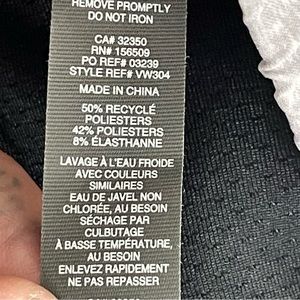 REMOVE PROMPTLY
DO NOT IRON
CA# 32350
RN# 156509
PO REF# 03239
STYLE REF# VW304
MADE IN CHINA
50% RECYCLÉ
POLIESTERS
42% POLIESTERS
8% ÉLASTHANNE
LAVAGE À L'EAU FROIDE
AVEC COULEURS
SIMILAIRES
EAU DE JAVEL NON
CHLORÉE, AU BESOIN
SÉCHAGE PAR
CULBUTAGE
À BASSE TEMPÉRATURE,
AU BESOIN
ENLEVEZ RAPIDEMENT
NE PAS REPASSER